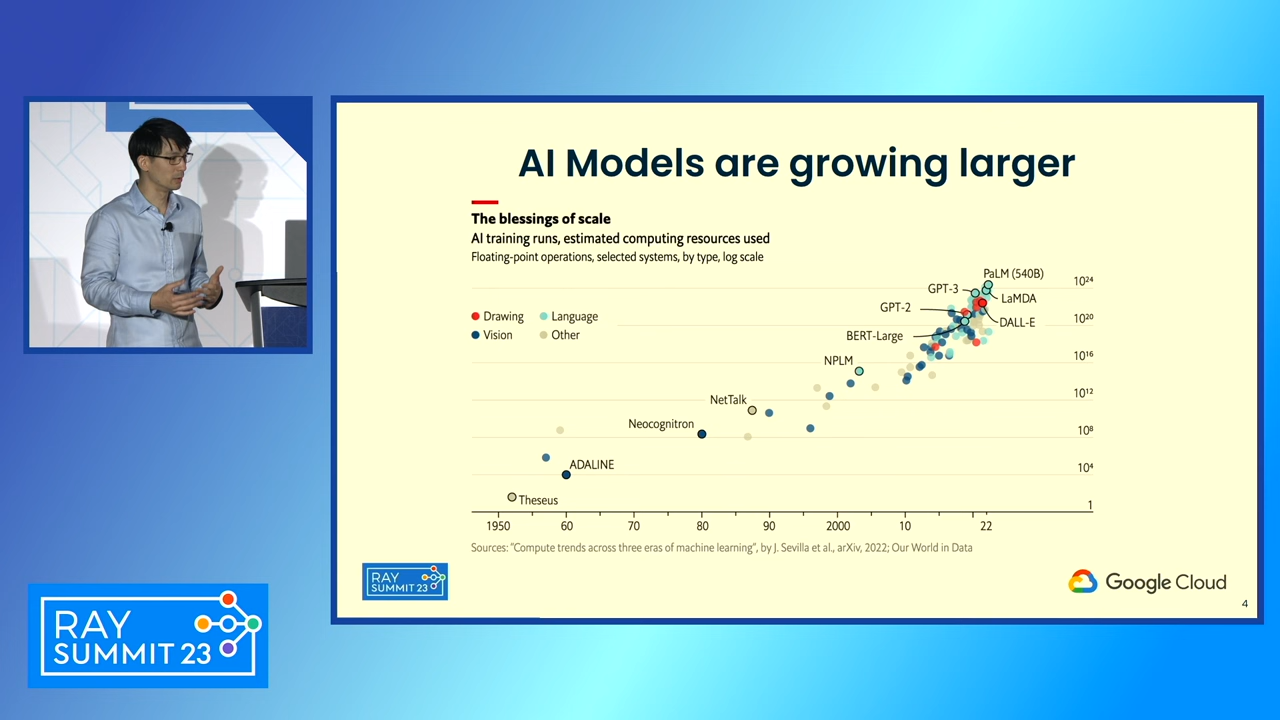 AI Models are growing larger
The blessings of scale
AI training runs, estimated computing resources used
Floating-point operations, selected systems, by type, log scale
Drawing
Language
Vision
Other
PaLM (540B)
GPT-3
LaMDA
GPT-2
DALL-E
BERT-Large
NPLM
NetTalk
Neocognitron
ADALINE
Theseus
10²⁴
10²⁰
10¹⁶
10¹²
10⁸
10⁴
1
1950 60 70 80 90 2000 10 22
Sources: "Compute trends across three eras of machine learning", by J. Sevilla et al., arXiv, 2022; Our World in Data
RAY
SUMMIT 23
Google Cloud
4
RAY
SUMMIT 23